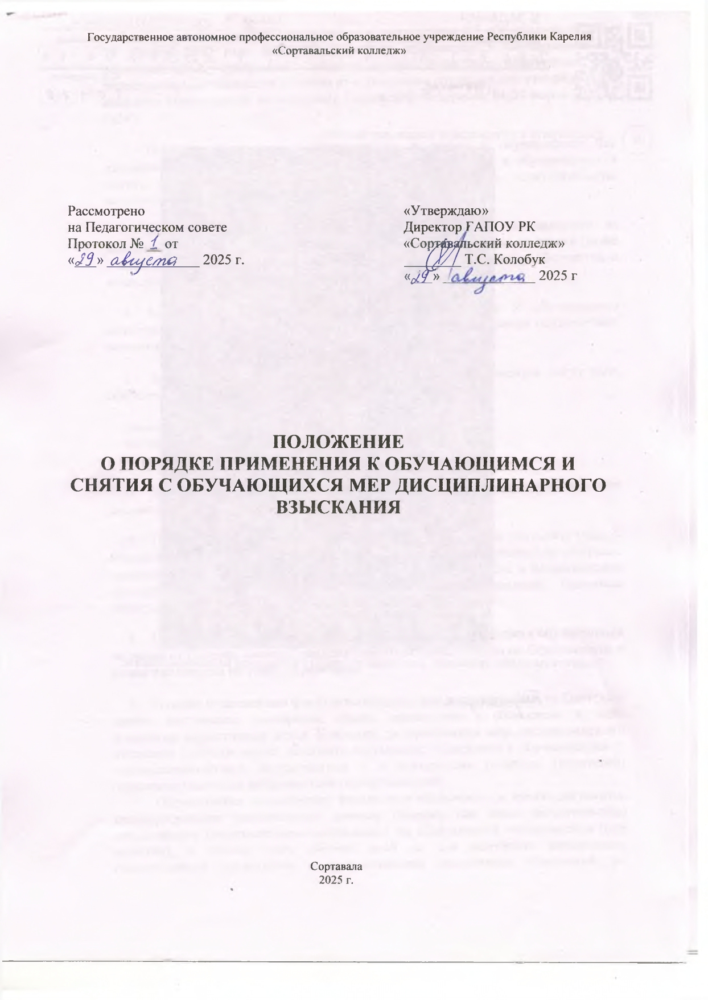 Государственное автономное профессиональное образовательное учреждение Республики Карелия
«Сортавальский колледж»
Рассмотрено
на Педагогическом совете
Протокол № 1 от
«29» августа 2025 г.
«Утверждаю»
Директор ГАПОУ РК
«Сортавальский колледж»
Т.С. Колобук
«29» августа 2025 г
ПОЛОЖЕНИЕ
О ПОРЯДКЕ ПРИМЕНЕНИЯ К ОБУЧАЮЩИМСЯ И
СНЯТИЯ С ОБУЧАЮЩИХСЯ МЕР ДИСЦИПЛИНАРНОГО
ВЗЫСКАНИЯ
Сортавала
2025 г.